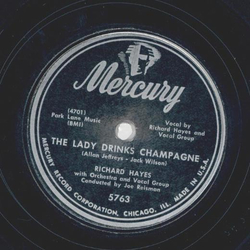 Mercury
(4701)
Park Lane Music
(BMI)
Vocal by
Richard Hayes and
Vocal Group
THE LADY DRINKS CHAMPAGNE
(Allan Jeffreys - Jack Wilson)
RICHARD HAYES
with Orchestra and Vocal Group
Conducted by Joe Reisman
5763
MERCURY RECORD CORPORATION, CHICAGO, ILL. MADE IN U.S.A.